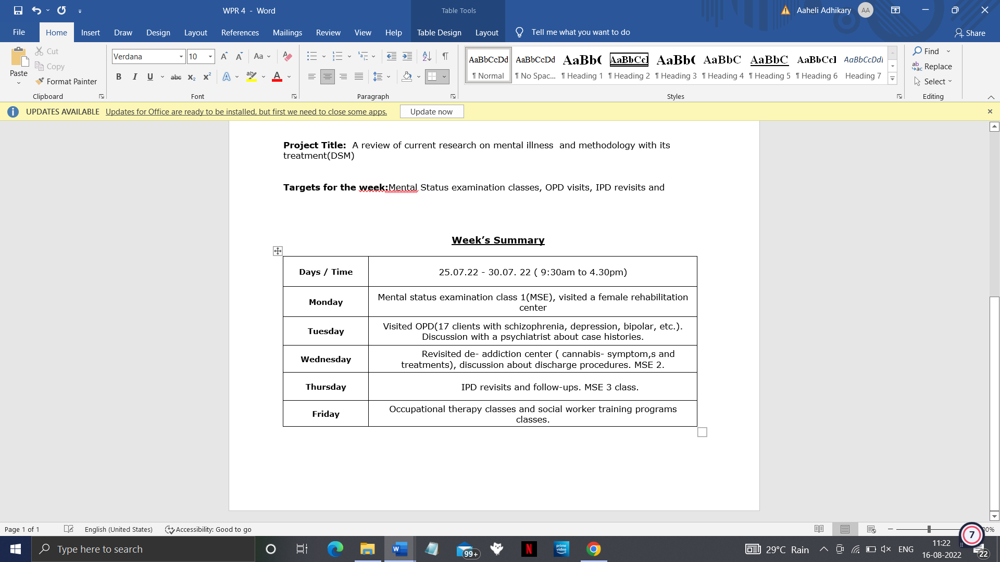 WPR 4 - Word
Table Tools
Aaheli Adhikary
AA
File
Home
Insert
Draw
Design
Layout
References
Mailings
Review
View
Help
Table Design
Layout
Tell me what you want to do
Share
Paste
Cut
Copy
Format Painter
Clipboard
Verdana
10
Font
Paragraph
AaBbCcDd
¶ Normal
AaBbCcDd
¶ No Spac...
AaBb(
¶ Heading 1
AaBbCcI
¶ Heading 2
AaBb(
¶ Heading 3
AaBbC
¶ Heading 4
AaBbC
¶ Heading 5
AaBbCcI
¶ Heading 6
AaBbCcDdI
Heading 7
Styles
Find
Replace
Select
Editing
UPDATES AVAILABLE Updates for Office are ready to be installed, but first we need to close some apps. Update now
Project Title: A review of current research on mental illness and methodology with its
treatment(DSM)
Targets for the week:Mental Status examination classes, OPD visits, IPD revisits and
Week’s Summary
Days / Time
25.07.22 - 30.07. 22 ( 9:30am to 4.30pm)
Monday
Mental status examination class 1(MSE), visited a female rehabilitation
center
Tuesday
Visited OPD(17 clients with schizophrenia, depression, bipolar, etc.).
Discussion with a psychiatrist about case histories.
Wednesday
Revisited de- addiction center ( cannabis- symptom,s and
treatments), discussion about discharge procedures. MSE 2.
Thursday
IPD revisits and follow-ups. MSE 3 class.
Friday
Occupational therapy classes and social worker training programs
classes.
Page 1 of 1
English (United States)
Accessibility: Good to go
7
Type here to search
99+
prime
video
29°C Rain
ENG
11:22
16-08-2022
22